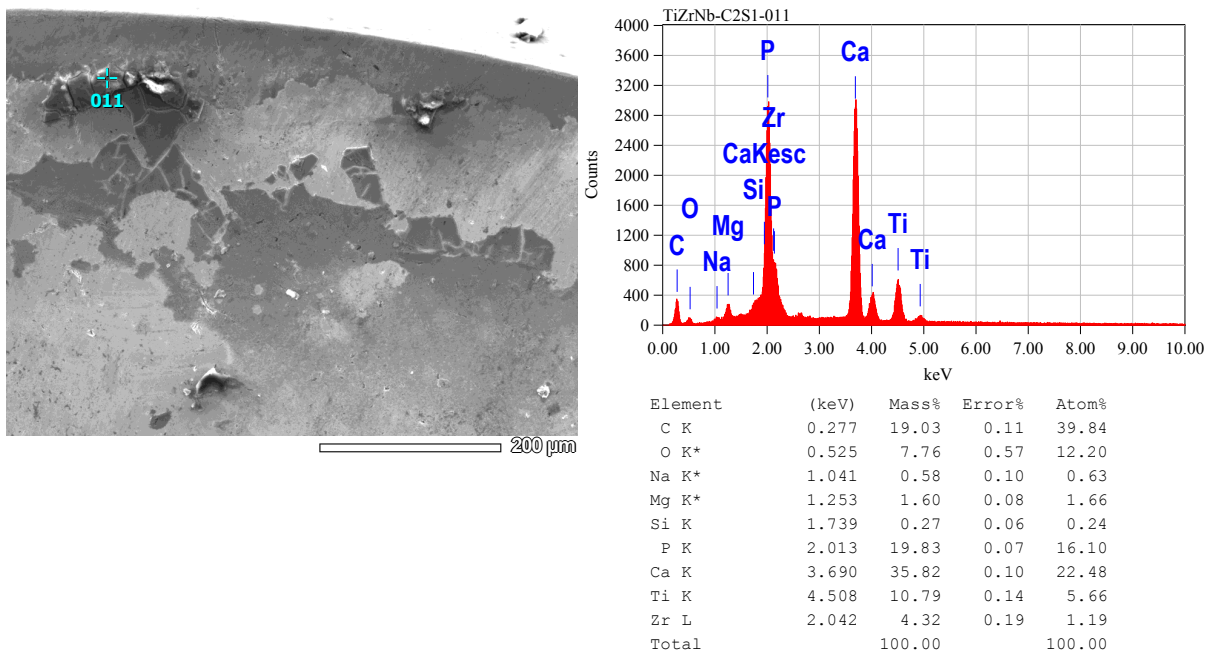 011
200 µm
TiZrNb-C2S1-011
4000
3600
3200
2800
2400
2000
1600
1200
800
400
0
Counts
P
Ca
Zr
CaKesc
Si
P
O
Mg
C
Na
Ca
Ti
Ti
0.00 1.00 2.00 3.00 4.00 5.00 6.00 7.00 8.00 9.00 10.00
keV
Element (keV) Mass% Error% Atom%
C K 0.277 19.03 0.11 39.84
O K* 0.525 7.76 0.57 12.20
Na K* 1.041 0.58 0.10 0.63
Mg K* 1.253 1.60 0.08 1.66
Si K 1.739 0.27 0.06 0.24
P K 2.013 19.83 0.07 16.10
Ca K 3.690 35.82 0.10 22.48
Ti K 4.508 10.79 0.14 5.66
Zr L 2.042 4.32 0.19 1.19
Total 100.00 100.00